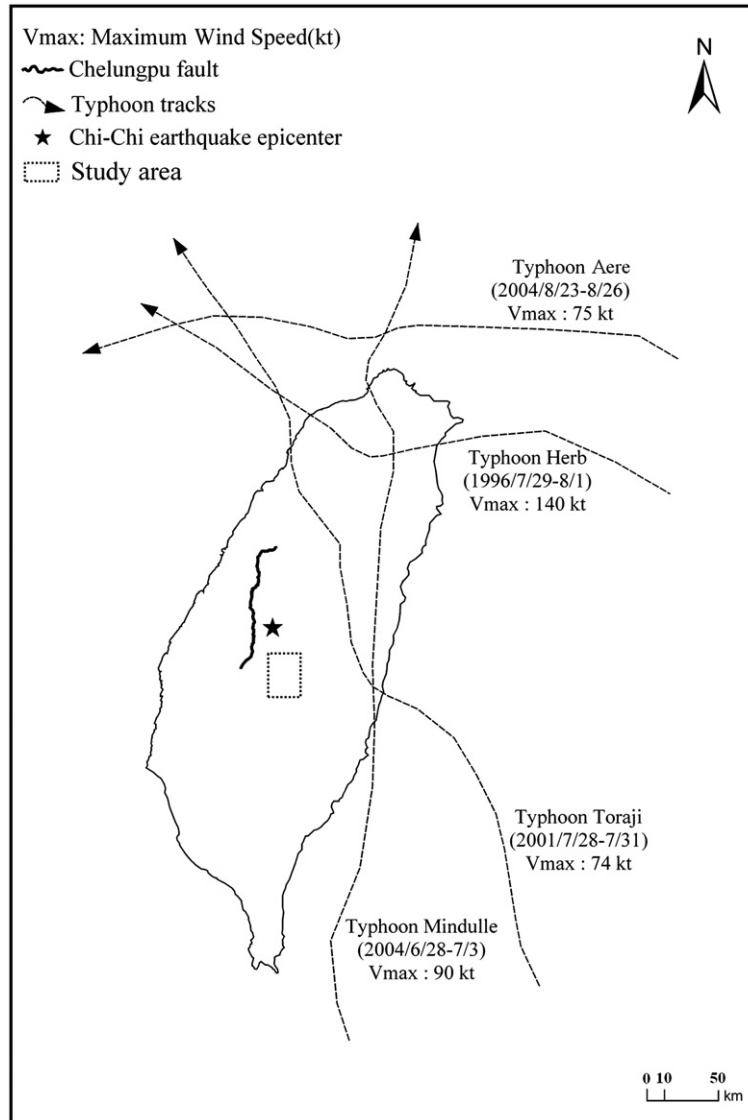 Vmax: Maximum Wind Speed(kt)
Chelungpu fault
Typhoon tracks
Chi-Chi earthquake epicenter
Study area
N
Typhoon Aere
(2004/8/23-8/26)
Vmax : 75 kt
Typhoon Herb
(1996/7/29-8/1)
Vmax : 140 kt
Typhoon Toraji
(2001/7/28-7/31)
Vmax : 74 kt
Typhoon Mindulle
(2004/6/28-7/3)
Vmax : 90 kt
0 10 50
km